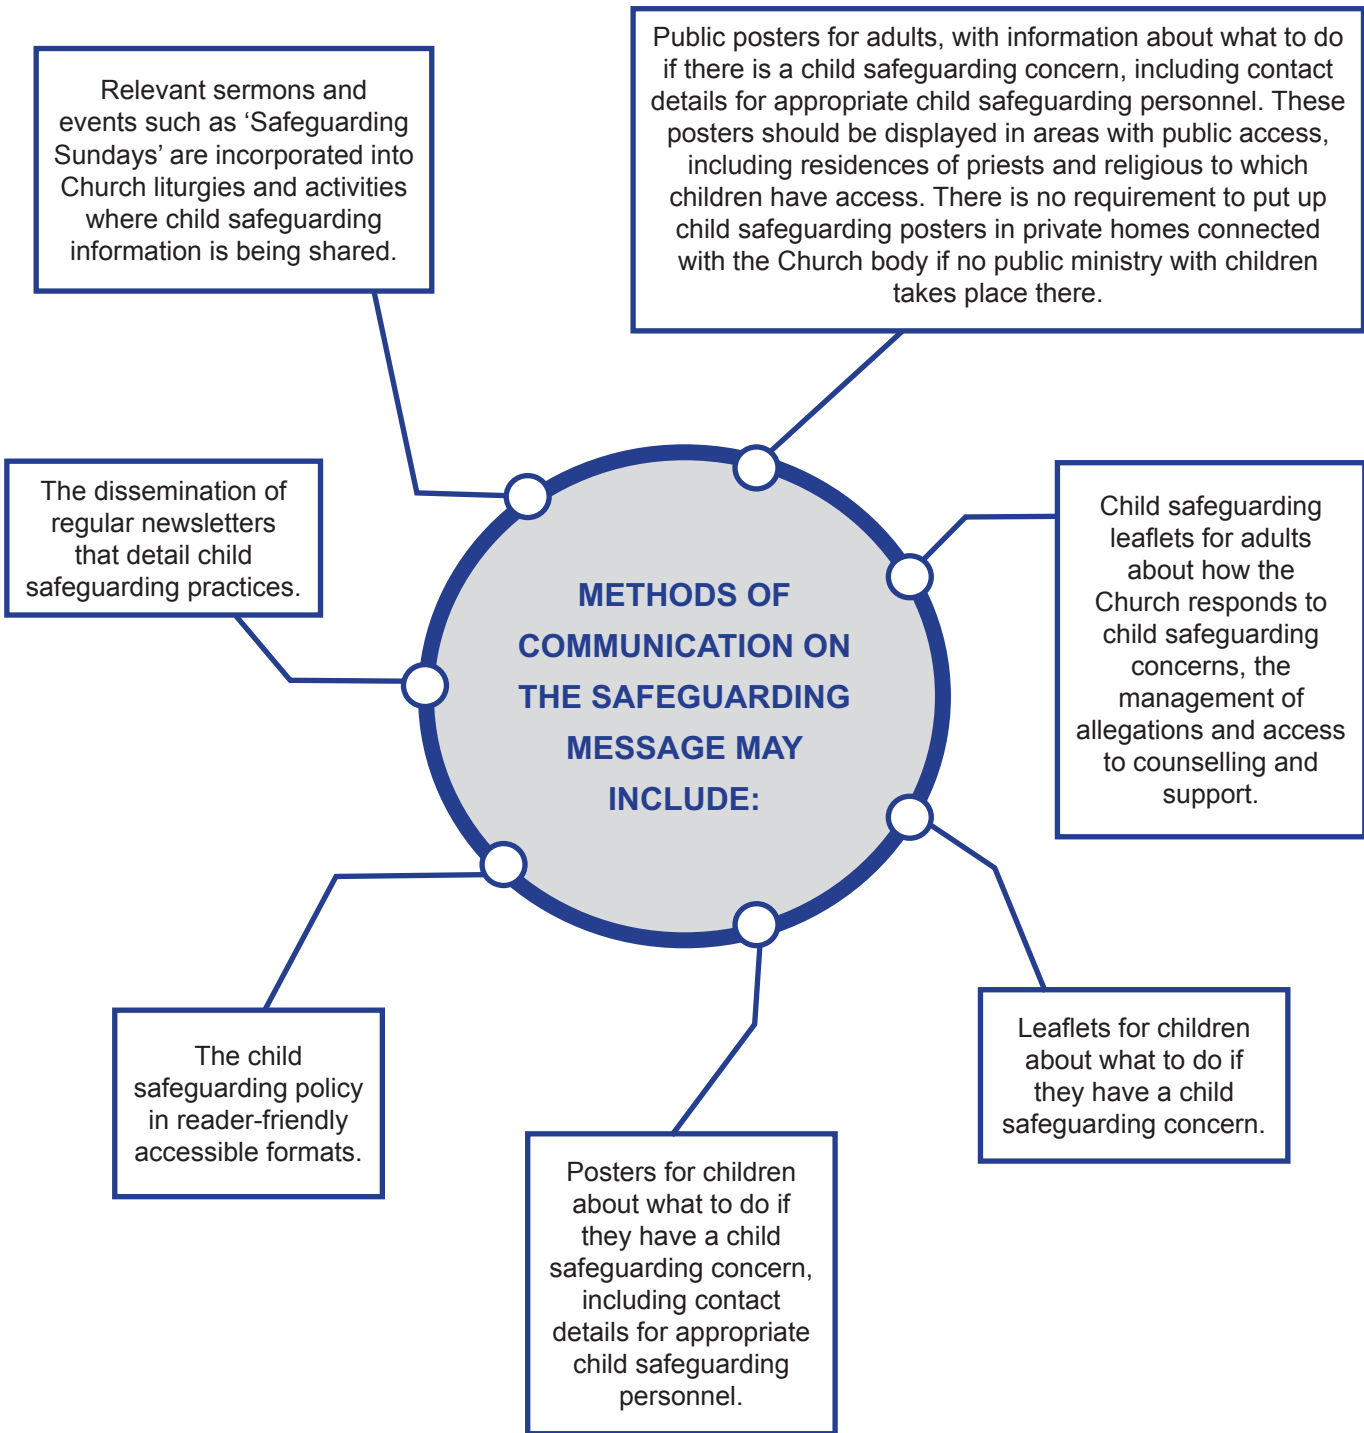 Relevant sermons and
events such as ‘Safeguarding
Sundays’ are incorporated into
Church liturgies and activities
where child safeguarding
information is being shared.
Public posters for adults, with information about what to do
if there is a child safeguarding concern, including contact
details for appropriate child safeguarding personnel. These
posters should be displayed in areas with public access,
including residences of priests and religious to which
children have access. There is no requirement to put up
child safeguarding posters in private homes connected
with the Church body if no public ministry with children
takes place there.
The dissemination of
regular newsletters
that detail child
safeguarding practices.
METHODS OF
COMMUNICATION ON
THE SAFEGUARDING
MESSAGE MAY
INCLUDE:
Child safeguarding
leaflets for adults
about how the
Church responds to
child safeguarding
concerns, the
management of
allegations and access
to counselling and
support.
The child
safeguarding policy
in reader-friendly
accessible formats.
Posters for children
about what to do if
they have a child
safeguarding concern,
including contact
details for appropriate
child safeguarding
personnel.
Leaflets for children
about what to do if
they have a child
safeguarding concern.